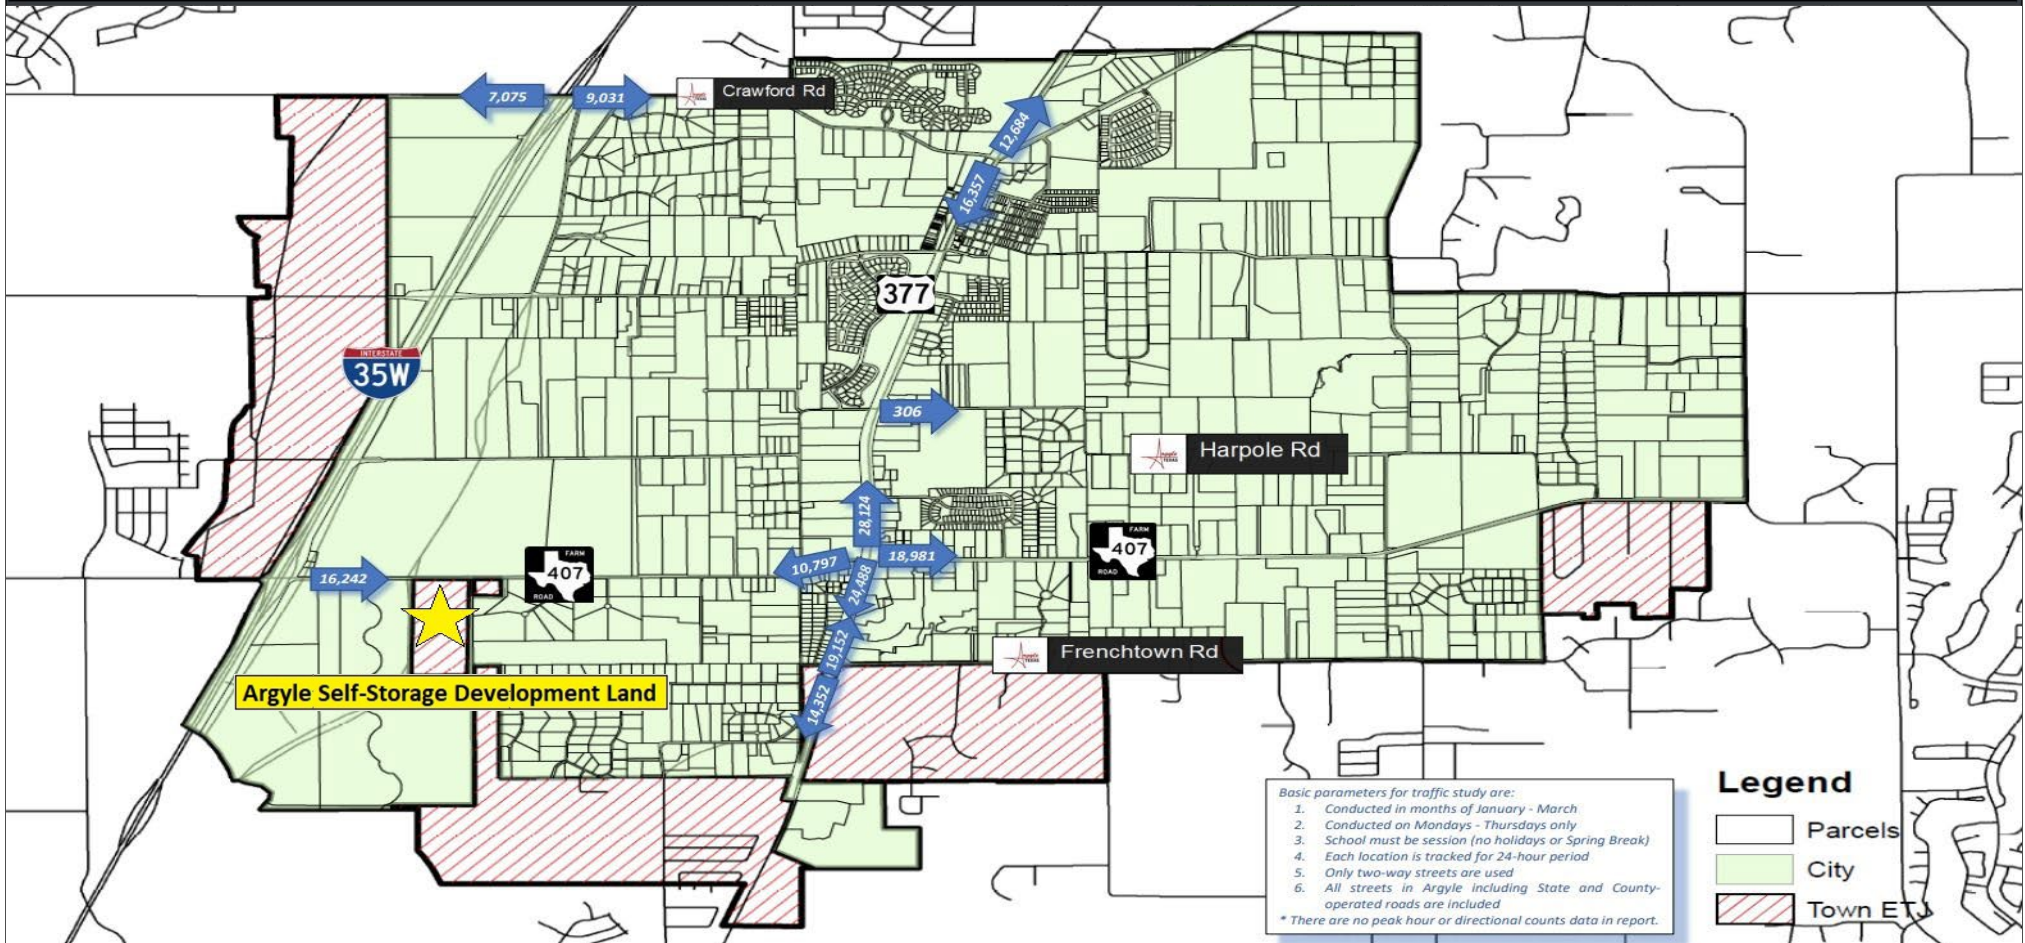 7,075
9,031
Argyle
TEXAS
Crawford Rd
12,684
16,357
377
INTERSTATE
35W
306
Argyle
TEXAS
Harpole Rd
28,124
FARM
407
ROAD
FARM
407
ROAD
10,797
18,981
16,242
24,488
19,152
Argyle
TEXAS
Frenchtown Rd
Argyle Self-Storage Development Land
14,352
Basic parameters for traffic study are:
1. Conducted in months of January - March
2. Conducted on Mondays - Thursdays only
3. School must be session (no holidays or Spring Break)
4. Each location is tracked for 24-hour period
5. Only two-way streets are used
6. All streets in Argyle including State and County-
operated roads are included
* There are no peak hour or directional counts data in report.
Legend
Parcels
City
Town ETJ